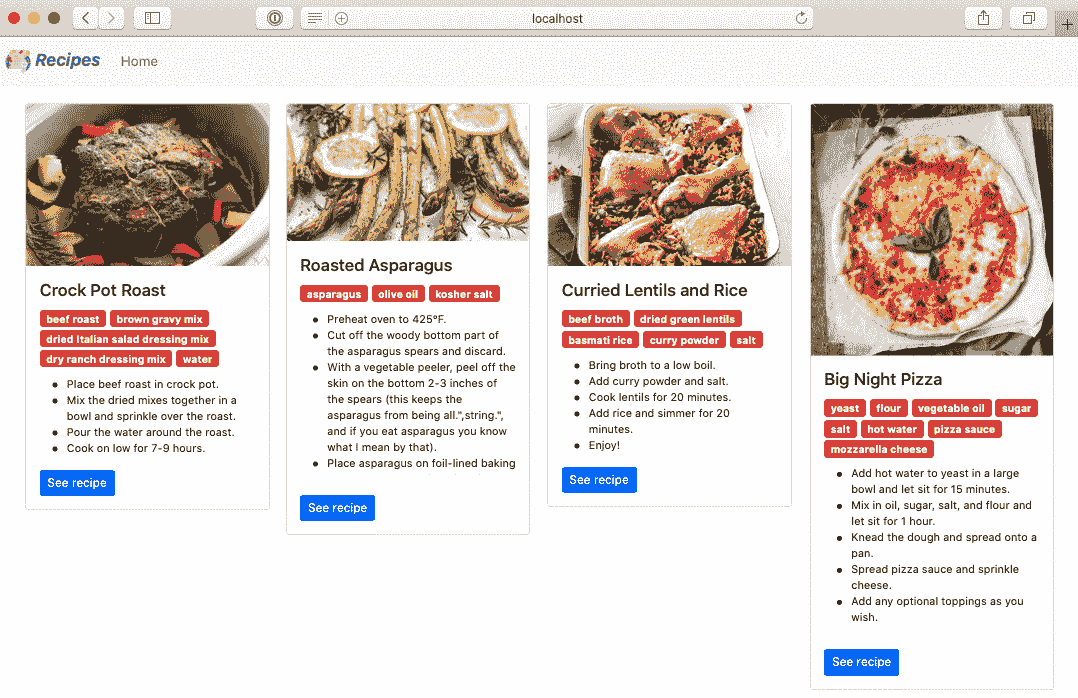 localhost
Recipes Home
Crock Pot Roast
beef roast brown gravy mix
dried Italian salad dressing mix
dry ranch dressing mix water
Place beef roast in crock pot.
Mix the dried mixes together in a
bowl and sprinkle over the roast.
Pour the water around the roast.
Cook on low for 7-9 hours.
See recipe
Roasted Asparagus
asparagus olive oil kosher salt
Preheat oven to 425°F.
Cut off the woody bottom part of
the asparagus spears and discard.
With a vegetable peeler, peel off the
skin on the bottom 2-3 inches of
the spears (this keeps the
asparagus from being all.",string.",
and if you eat asparagus you know
what I mean by that).
Place asparagus on foil-lined baking
See recipe
Curried Lentils and Rice
beef broth dried green lentils
basmati rice curry powder salt
Bring broth to a low boil.
Add curry powder and salt.
Cook lentils for 20 minutes.
Add rice and simmer for 20
minutes.
Enjoy!
See recipe
Big Night Pizza
yeast flour vegetable oil sugar
salt hot water pizza sauce
mozzarella cheese
Add hot water to yeast in a large
bowl and let sit for 15 minutes.
Mix in oil, sugar, salt, and flour and
let sit for 1 hour.
Knead the dough and spread onto a
pan.
Spread pizza sauce and sprinkle
cheese.
Add any optional toppings as you
wish.
See recipe